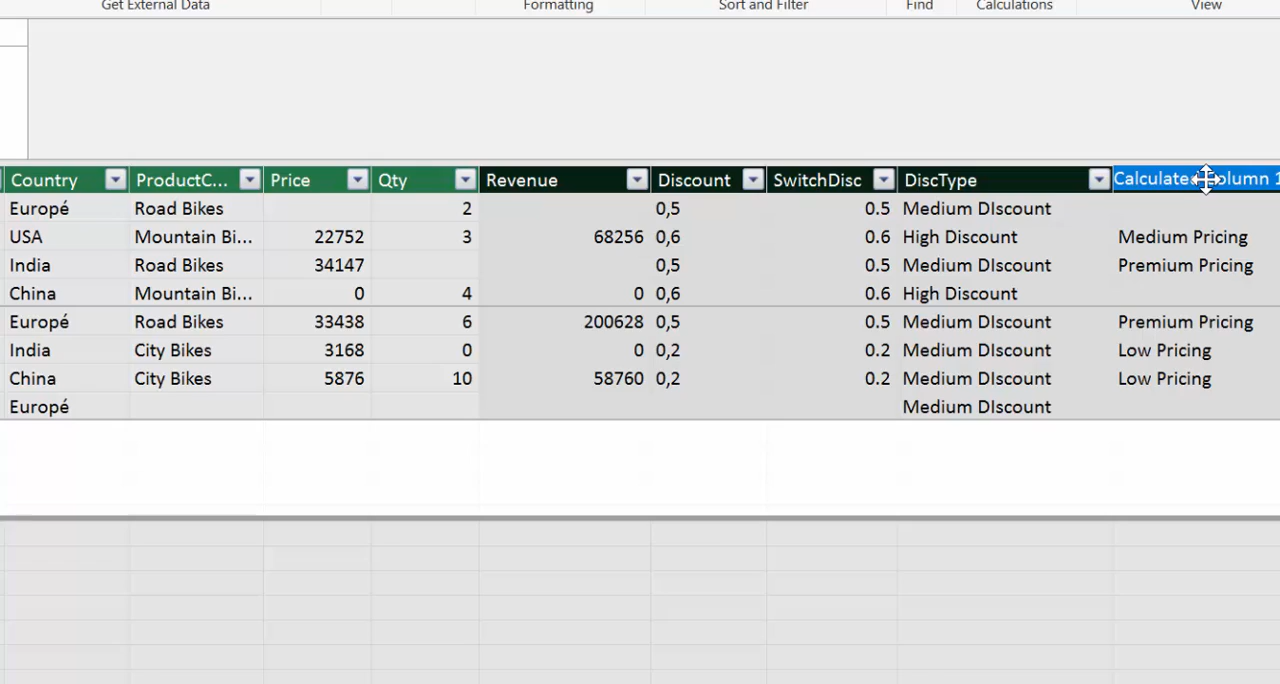 Get External Data Formatting Sort and Filter Find Calculations View
Country ProductC... Price Qty Revenue Discount SwitchDisc DiscType Calculate olumn 1
Europé Road Bikes 2 0,5 0.5 Medium DIscount
USA Mountain Bi... 22752 3 68256 0,6 0.6 High Discount Medium Pricing
India Road Bikes 34147 0,5 0.5 Medium DIscount Premium Pricing
China Mountain Bi... 0 4 0 0,6 0.6 High Discount
Europé Road Bikes 33438 6 200628 0,5 0.5 Medium DIscount Premium Pricing
India City Bikes 3168 0 0 0,2 0.2 Medium DIscount Low Pricing
China City Bikes 5876 10 58760 0,2 0.2 Medium DIscount Low Pricing
Europé Medium DIscount